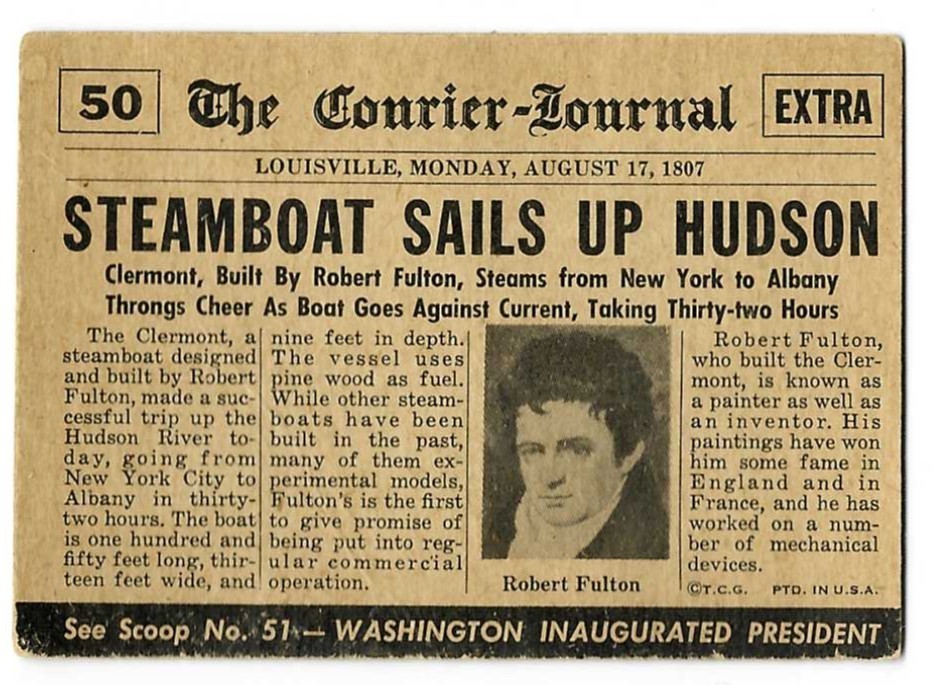 50
The Courier-Journal
EXTRA
LOUISVILLE, MONDAY, AUGUST 17, 1807
STEAMBOAT SAILS UP HUDSON
Clermont, Built By Robert Fulton, Steams from New York to Albany
Throngs Cheer As Boat Goes Against Current, Taking Thirty-two Hours
The Clermont, a
steamboat designed
and built by Robert
Fulton, made a suc-
cessful trip up the
Hudson River to-
day, going from
New York City to
Albany in thirty-
two hours. The boat
is one hundred and
fifty feet long, thir-
teen feet wide, and
nine feet in depth.
The vessel uses
pine wood as fuel.
While other steam-
boats have been
built in the past,
many of them ex-
perimental models,
Fulton's is the first
to give promise of
being put into reg-
ular commercial
operation.
Robert Fulton
Robert Fulton,
who built the Cler-
mont, is known as
a painter as well as
an inventor. His
paintings have won
him some fame in
England and in
France, and he has
worked on a num-
ber of mechanical
devices.
©T.C.G. PTD. IN U.S.A.
See Scoop No. 51 — WASHINGTON INAUGURATED PRESIDENT